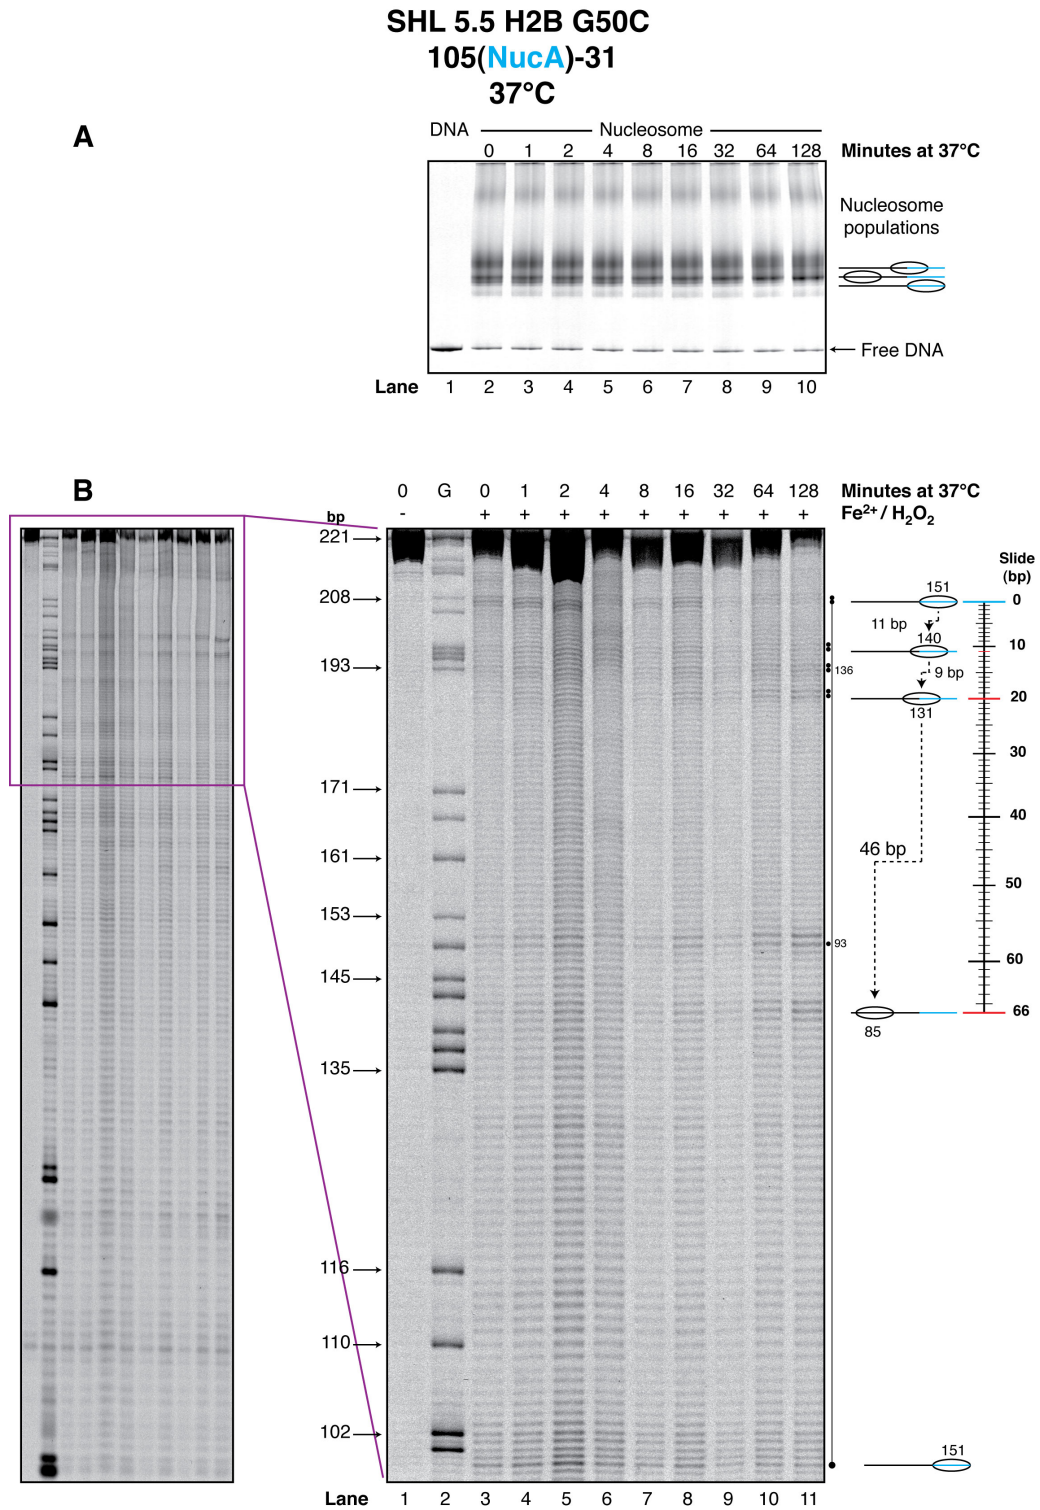 SHL 5.5 H2B G50C
105(NucA)-31
37°C
A
DNA Nucleosome
0 1 2 4 8 16 32 64 128 Minutes at 37°C
Nucleosome
populations
Free DNA
Lane 1 2 3 4 5 6 7 8 9 10
B
0 G 0 1 2 4 8 16 32 64 128 Minutes at 37°C
bp - + + + + + + + + + Fe²⁺ / H₂O₂
221
208
193
171
161
153
145
135
116
110
102
136
93
Slide
(bp)
151
0
11 bp
140
10
9 bp
20
131
30
40
46 bp
50
60
66
85
151
Lane 1 2 3 4 5 6 7 8 9 10 11